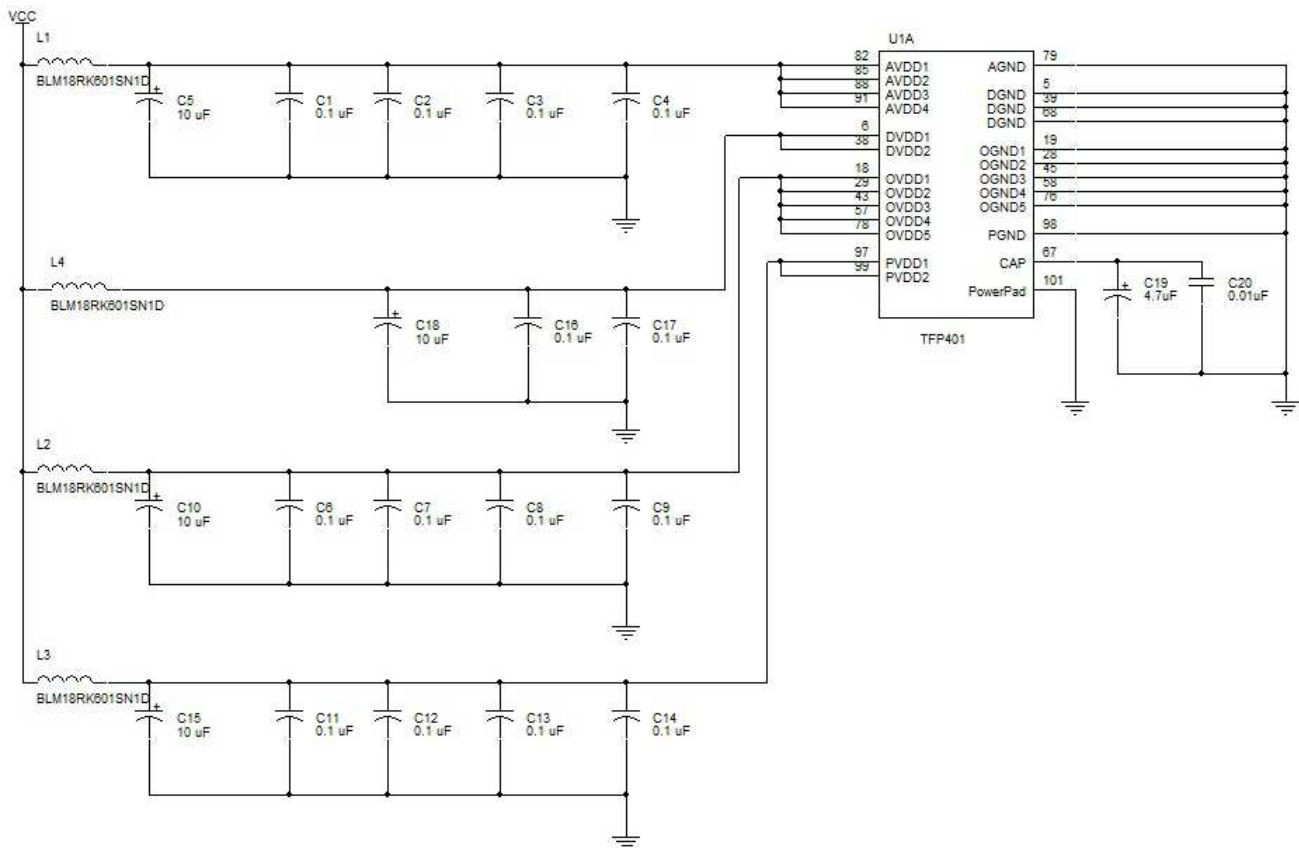 VCC
L1
BLM18RK601SN1D
C5
10 uF
C1
0.1 uF
C2
0.1 uF
C3
0.1 uF
C4
0.1 uF
L4
BLM18RK601SN1D
C18
10 uF
C16
0.1 uF
C17
0.1 uF
L2
BLM18RK601SN1D
C10
10 uF
C6
0.1 uF
C7
0.1 uF
C8
0.1 uF
C9
0.1 uF
L3
BLM18RK601SN1D
C15
10 uF
C11
0.1 uF
C12
0.1 uF
C13
0.1 uF
C14
0.1 uF
U1A
82 AVDD1
85 AVDD2
88 AVDD3
91 AVDD4
6 DVDD1
38 DVDD2
18 OVDD1
29 OVDD2
43 OVDD3
57 OVDD4
78 OVDD5
97 PVDD1
99 PVDD2
AGND 79
DGND 5
DGND 39
DGND 68
OGND1 19
OGND2 28
OGND3 45
OGND4 58
OGND5 76
PGND 98
CAP 67
PowerPad 101
TFP401
C19
4.7uF
C20
0.01uF